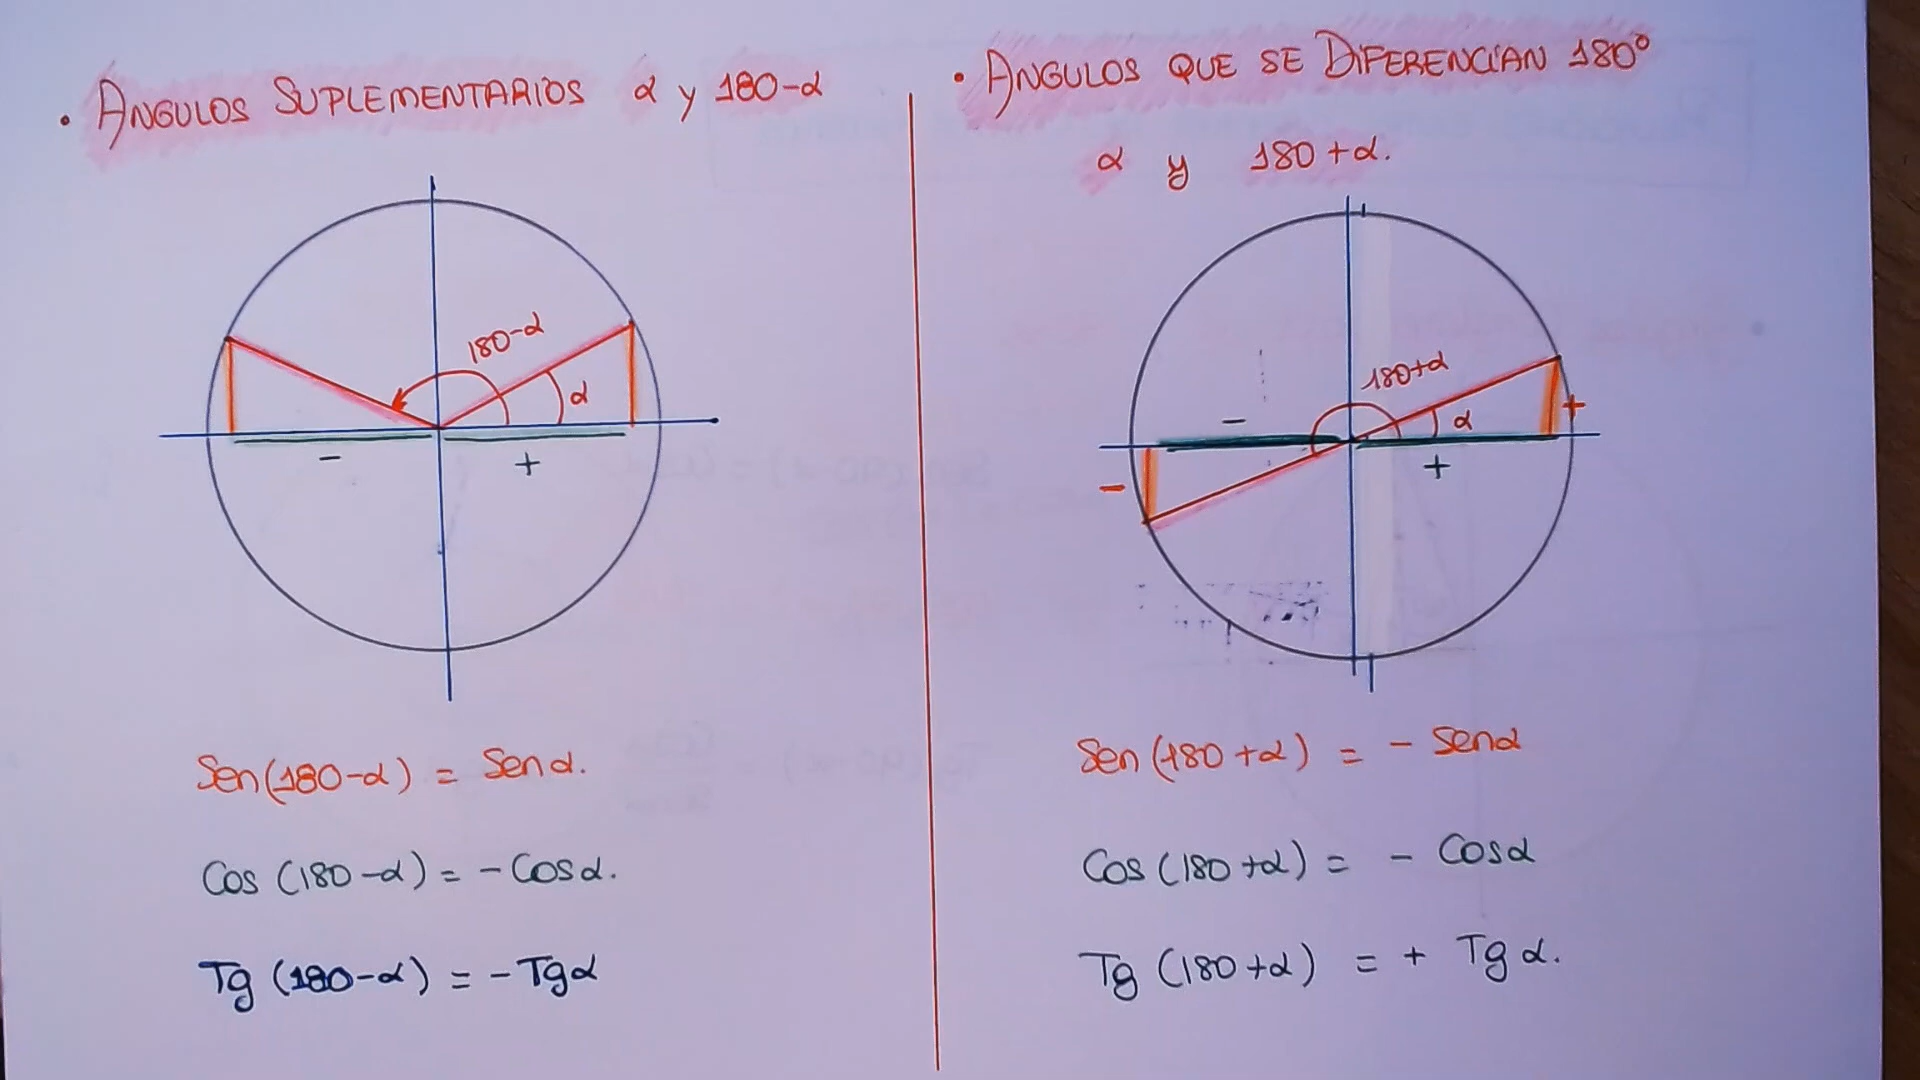 • ANGULOS SUPLEMENTARIOS α y 180-α
180-α
α
-
+
Sen(180-α) = Senα.
Cos (180-α) = - Cosα.
Tg (180-α) = - Tgα
• ANGULOS QUE SE DIFERENCIAN 180º
α y 180+α.
180+α
α
+
-
+
-
Sen (180+α) = - Senα
Cos (180+α) = - Cosα
Tg (180+α) = + Tg α.